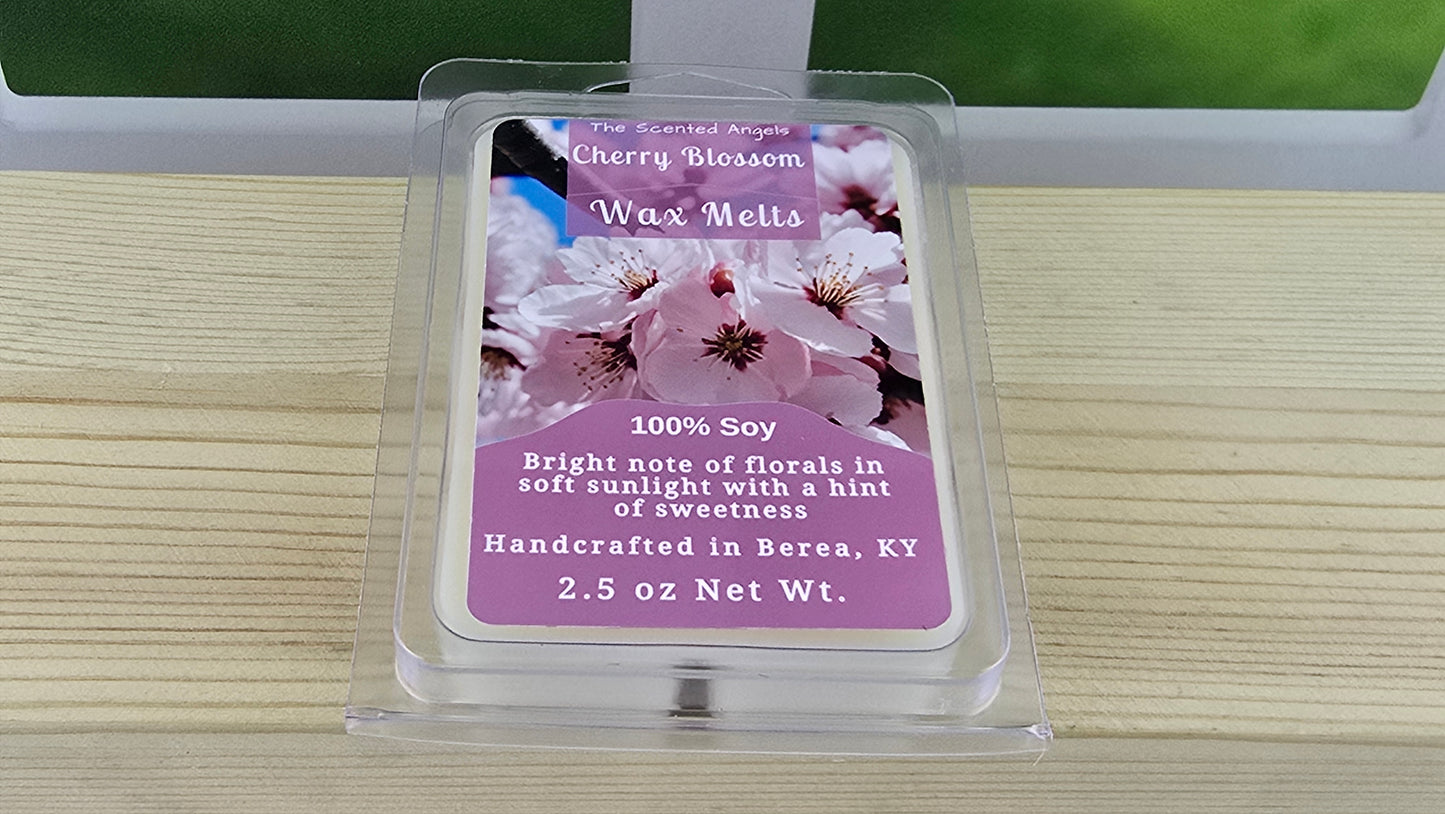 The Scented Angels
Cherry Blossom
Wax Melts
100% Soy
Bright note of florals in
soft sunlight with a hint
of sweetness
Handcrafted in Berea, KY
2.5 oz Net Wt.